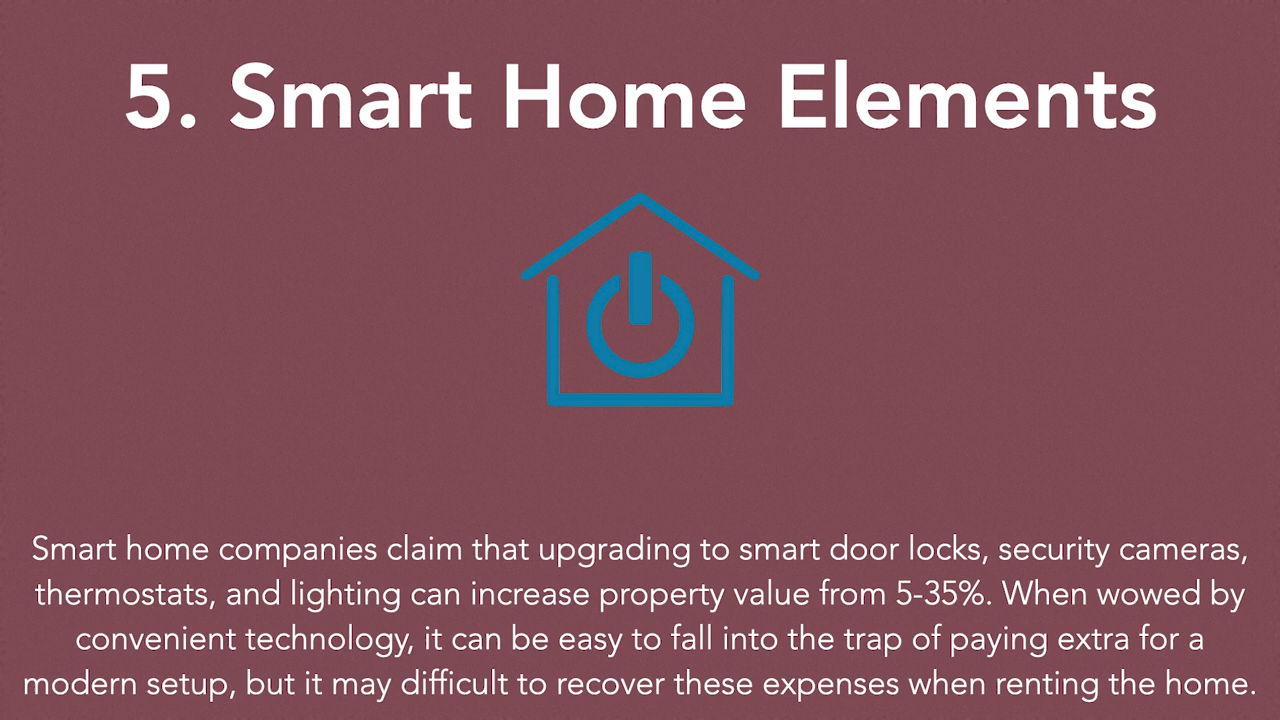 5. Smart Home Elements
Smart home companies claim that upgrading to smart door locks, security cameras,
thermostats, and lighting can increase property value from 5-35%. When wowed by
convenient technology, it can be easy to fall into the trap of paying extra for a
modern setup, but it may difficult to recover these expenses when renting the home.